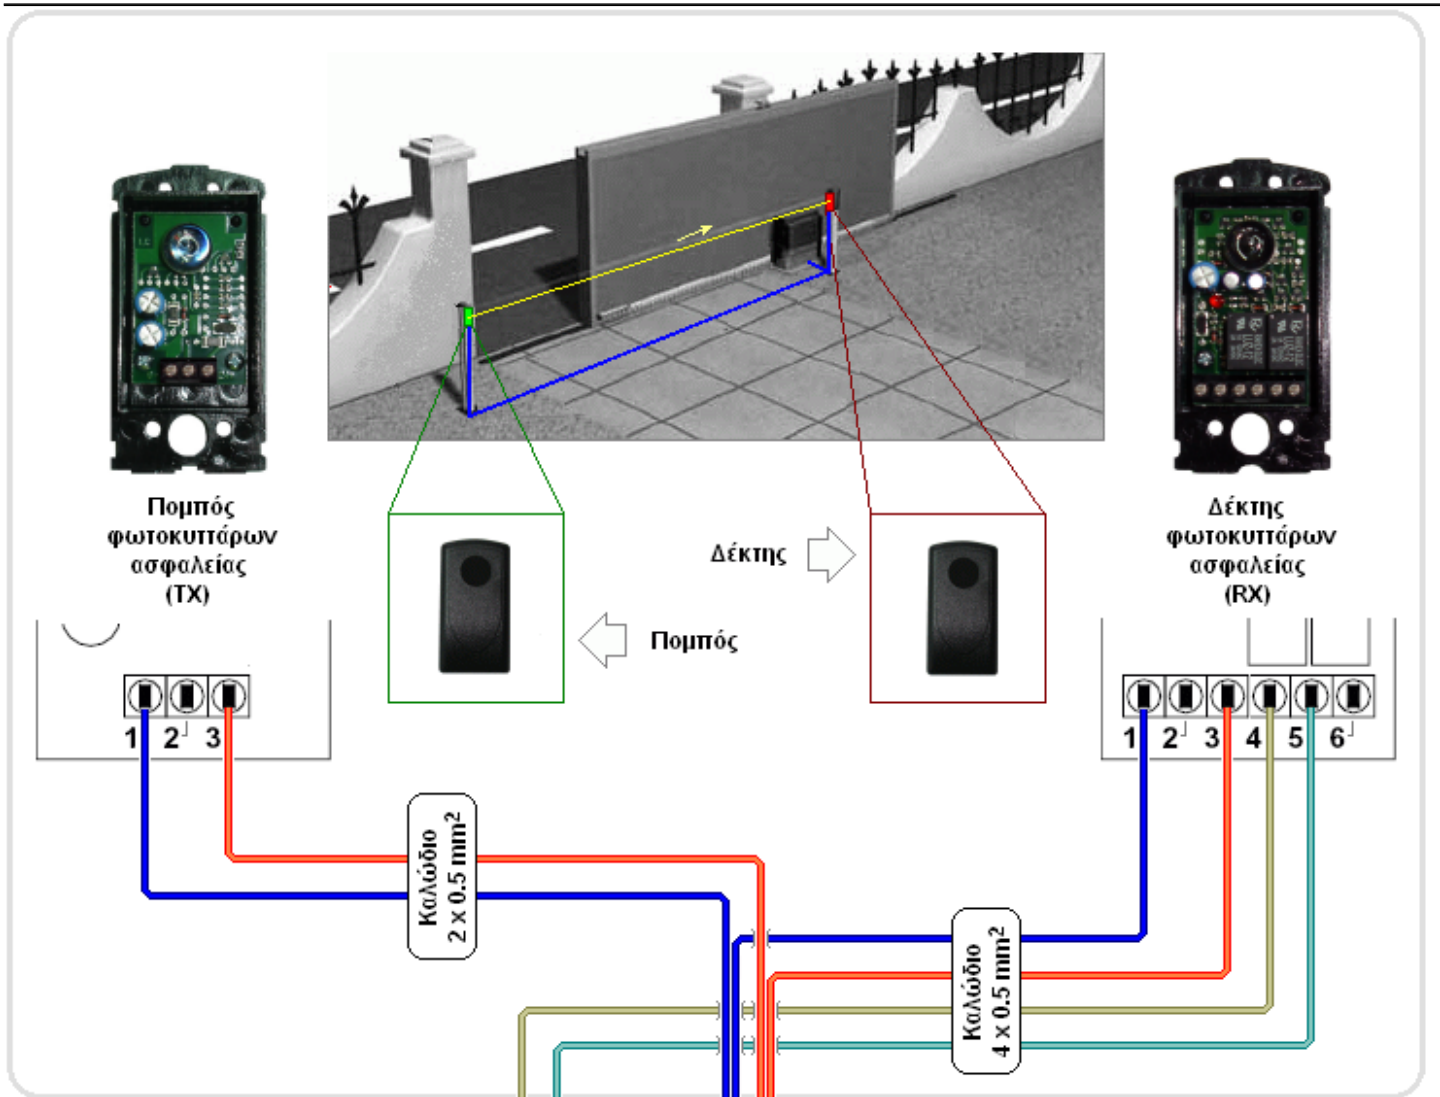 Πομπός
φωτοκυττάρων
ασφαλείας
(TX)
Δέκτης
Πομπός
Δέκτης
φωτοκυττάρων
ασφαλείας
(RX)
1 2 3
1 2 3 4 5 6
Καλώδιο
2 x 0.5 mm²
Καλώδιο
4 x 0.5 mm²